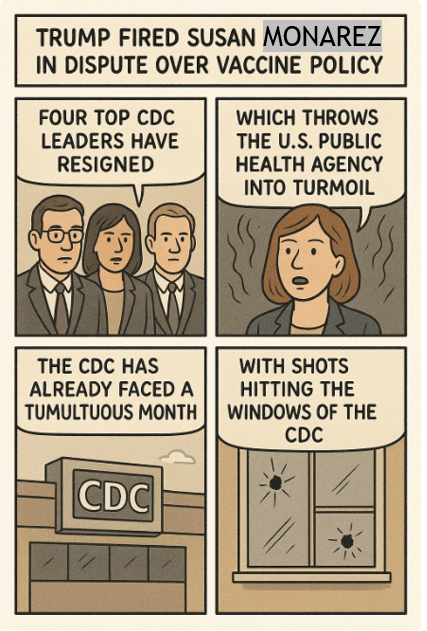 TRUMP FIRED SUSAN MONAREZ
IN DISPUTE OVER VACCINE POLICY
FOUR TOP CDC
LEADERS HAVE
RESIGNED
WHICH THROWS
THE U.S. PUBLIC
HEALTH AGENCY
INTO TURMOIL
THE CDC HAS
ALREADY FACED A
TUMULTUOUS MONTH
CDC
WITH SHOTS
HITTING THE
WINDOWS OF THE
CDC